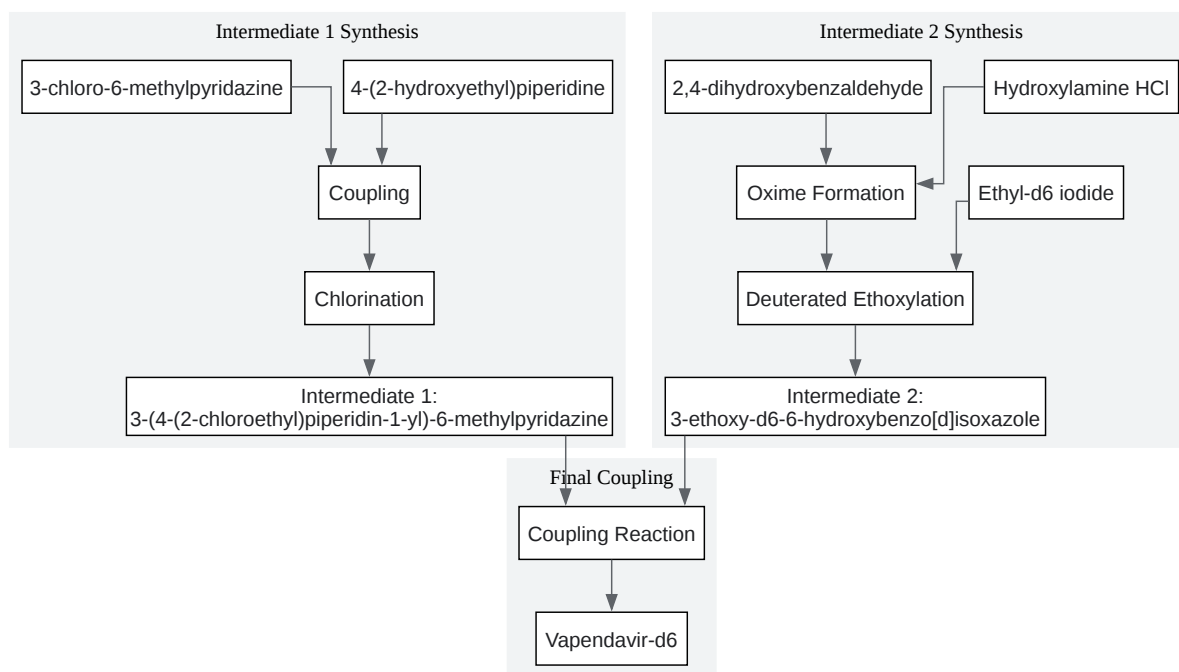 Intermediate 1 Synthesis
3-chloro-6-methylpyridazine
4-(2-hydroxyethyl)piperidine
Coupling
Chlorination
Intermediate 1:
3-(4-(2-chloroethyl)piperidin-1-yl)-6-methylpyridazine
Intermediate 2 Synthesis
2,4-dihydroxybenzaldehyde
Hydroxylamine HCl
Oxime Formation
Ethyl-d6 iodide
Deuterated Ethoxylation
Intermediate 2:
3-ethoxy-d6-6-hydroxybenzo[d]isoxazole
Final Coupling
Coupling Reaction
Vapendavir-d6